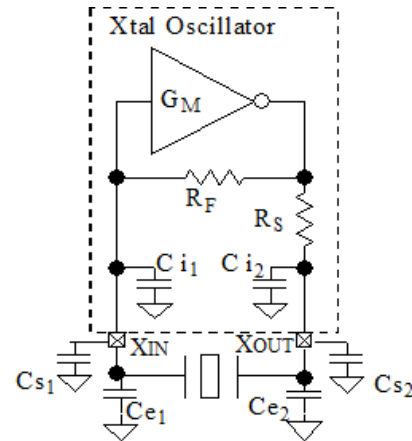 Xtal Oscillator
GM
RF
RS
Ci1
Ci2
XIN
XOUT
Cs1
Cs2
Ce1
Ce2